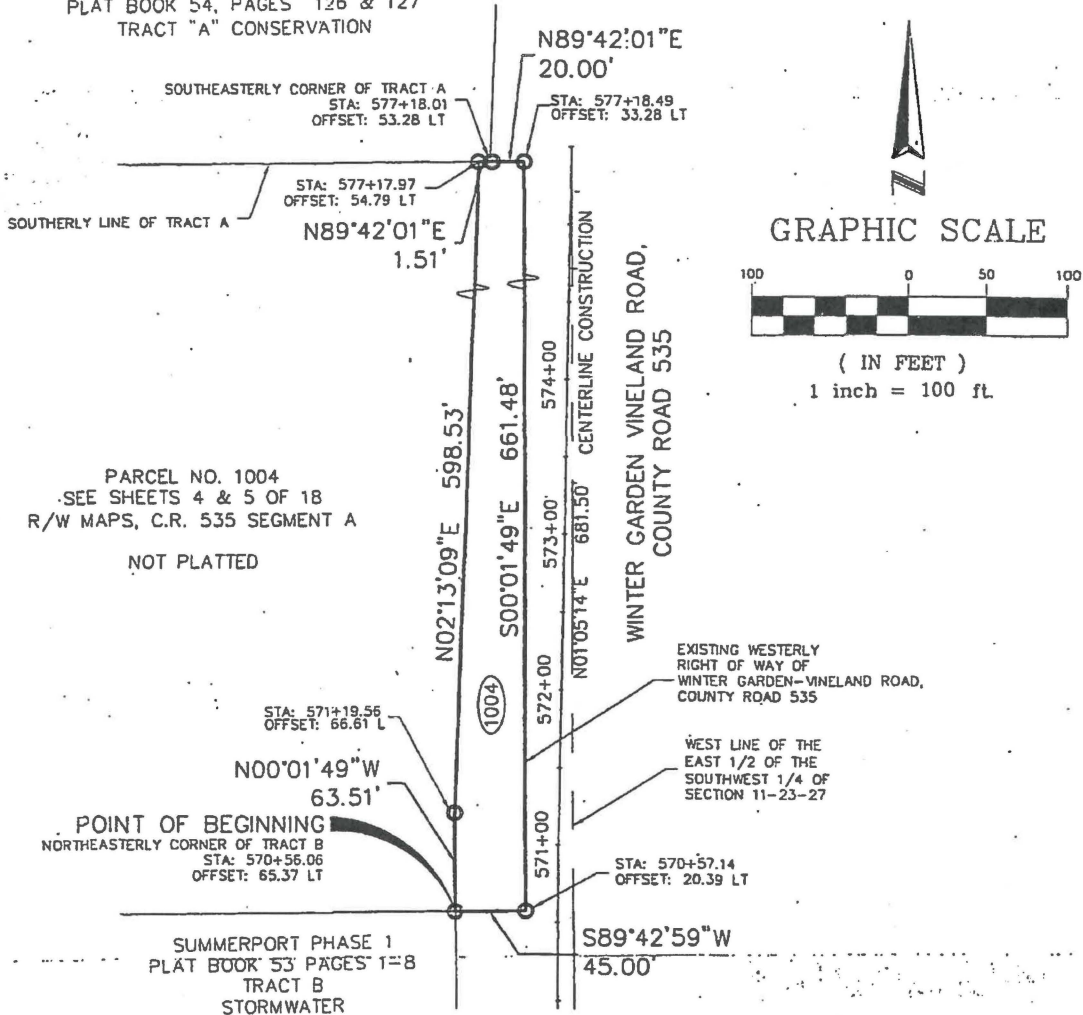 PLAT BOOK 54, PAGES 126 & 127
TRACT "A" CONSERVATION
N89°42'01"E
20.00'
SOUTHEASTERLY CORNER OF TRACT A
STA: 577+18.01
OFFSET: 53.28 LT
STA: 577+18.49
OFFSET: 33.28 LT
STA: 577+17.97
OFFSET: 54.79 LT
SOUTHERLY LINE OF TRACT A
N89°42'01"E
1.51'
N
GRAPHIC SCALE
100 0 50 100
( IN FEET )
1 inch = 100 ft.
CENTERLINE CONSTRUCTION
N01°05'14"E 681.50'
WINTER GARDEN VINELAND ROAD,
COUNTY ROAD 535
574+00
573+00
572+00
571+00
N02°13'09"E 598.53'
S00°01'49"E 661.48'
1004
PARCEL NO. 1004
SEE SHEETS 4 & 5 OF 18
R/W MAPS, C.R. 535 SEGMENT A
NOT PLATTED
EXISTING WESTERLY
RIGHT OF WAY OF
WINTER GARDEN-VINELAND ROAD,
COUNTY ROAD 535
WEST LINE OF THE
EAST 1/2 OF THE
SOUTHWEST 1/4 OF
SECTION 11-23-27
STA: 571+19.56
OFFSET: 66.61 L
N00°01'49"W
63.51'
POINT OF BEGINNING
NORTHEASTERLY CORNER OF TRACT B
STA: 570+56.06
OFFSET: 65.37 LT
STA: 570+57.14
OFFSET: 20.39 LT
S89°42'59"W
45.00'
SUMMERPORT PHASE 1
PLAT BOOK 53 PAGES 1-8
TRACT B
STORMWATER